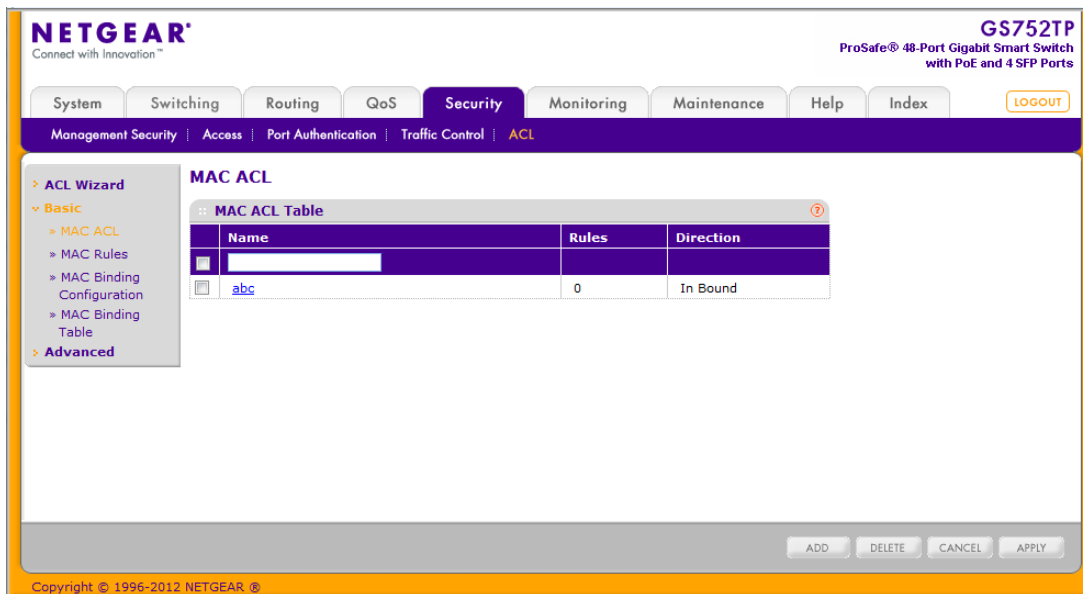 NETGEAR®
Connect with Innovation™
GS752TP
ProSafe® 48-Port Gigabit Smart Switch
with PoE and 4 SFP Ports
System Switching Routing QoS Security Monitoring Maintenance Help Index LOGOUT
Management Security | Access | Port Authentication | Traffic Control | ACL
> ACL Wizard
Basic
» MAC ACL
» MAC Rules
» MAC Binding
Configuration
» MAC Binding
Table
> Advanced
MAC ACL
MAC ACL Table ?
Name Rules Direction
abc 0 In Bound
ADD DELETE CANCEL APPLY
Copyright © 1996-2012 NETGEAR ®